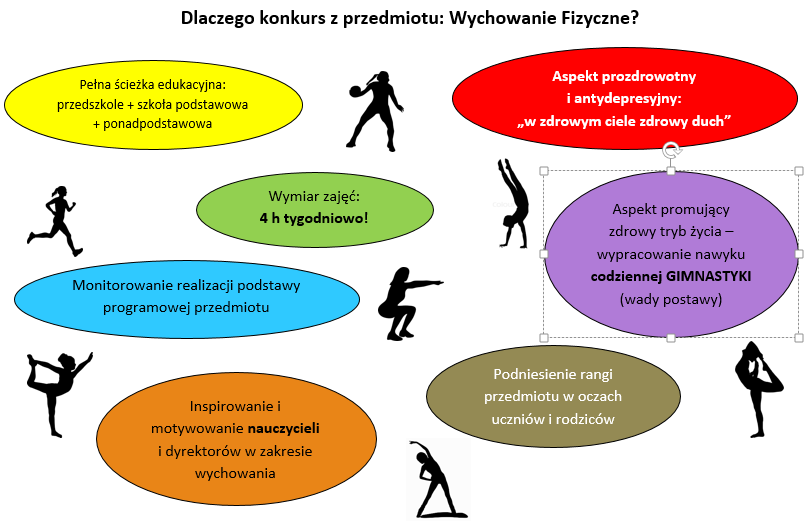 Dlaczego konkurs z przedmiotu: Wychowanie Fizyczne?
Pełna ścieżka edukacyjna:
przedszkole + szkoła podstawowa
+ ponadpodstawowa
Aspekt prozdrowotny
i antydepresyjny:
„w zdrowym ciele zdrowy duch”
Wymiar zajęć:
4 h tygodniowo!
Aspekt promujący
zdrowy tryb życia –
wypracowanie nawyku
codziennej GIMNASTYKI
(wady postawy)
Monitorowanie realizacji podstawy
programowej przedmiotu
Podniesienie rangi
przedmiotu w oczach
uczniów i rodziców
Inspirowanie i
motywowanie nauczycieli
i dyrektorów w zakresie
wychowania